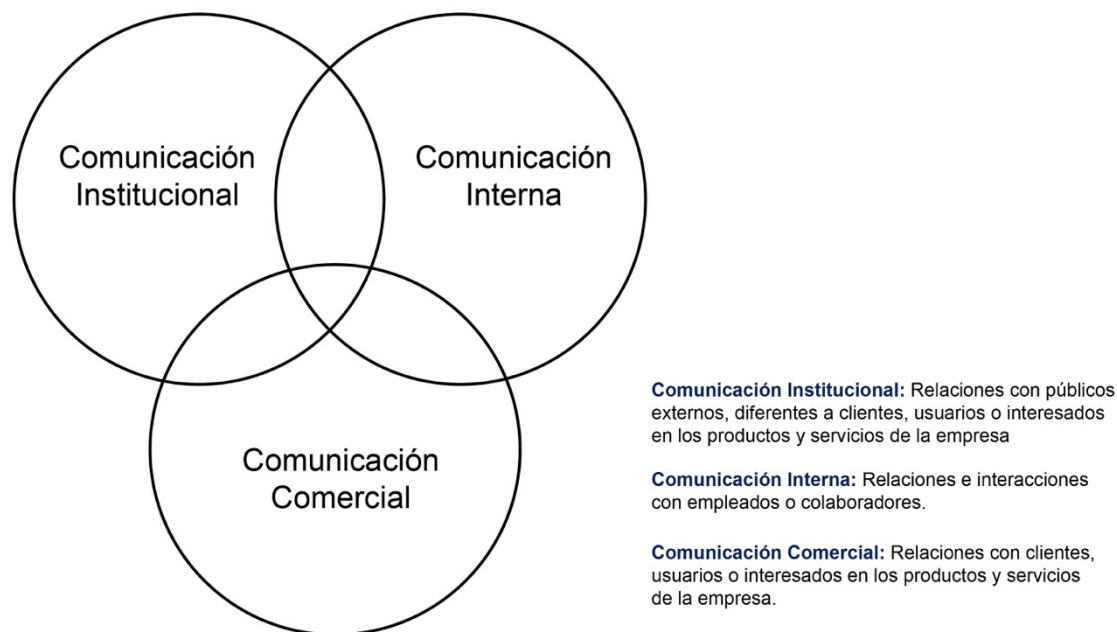 Comunicación
Institucional
Comunicación
Interna
Comunicación
Comercial
Comunicación Institucional: Relaciones con públicos
externos, diferentes a clientes, usuarios o interesados
en los productos y servicios de la empresa
Comunicación Interna: Relaciones e interacciones
con empleados o colaboradores.
Comunicación Comercial: Relaciones con clientes,
usuarios o interesados en los productos y servicios
de la empresa.